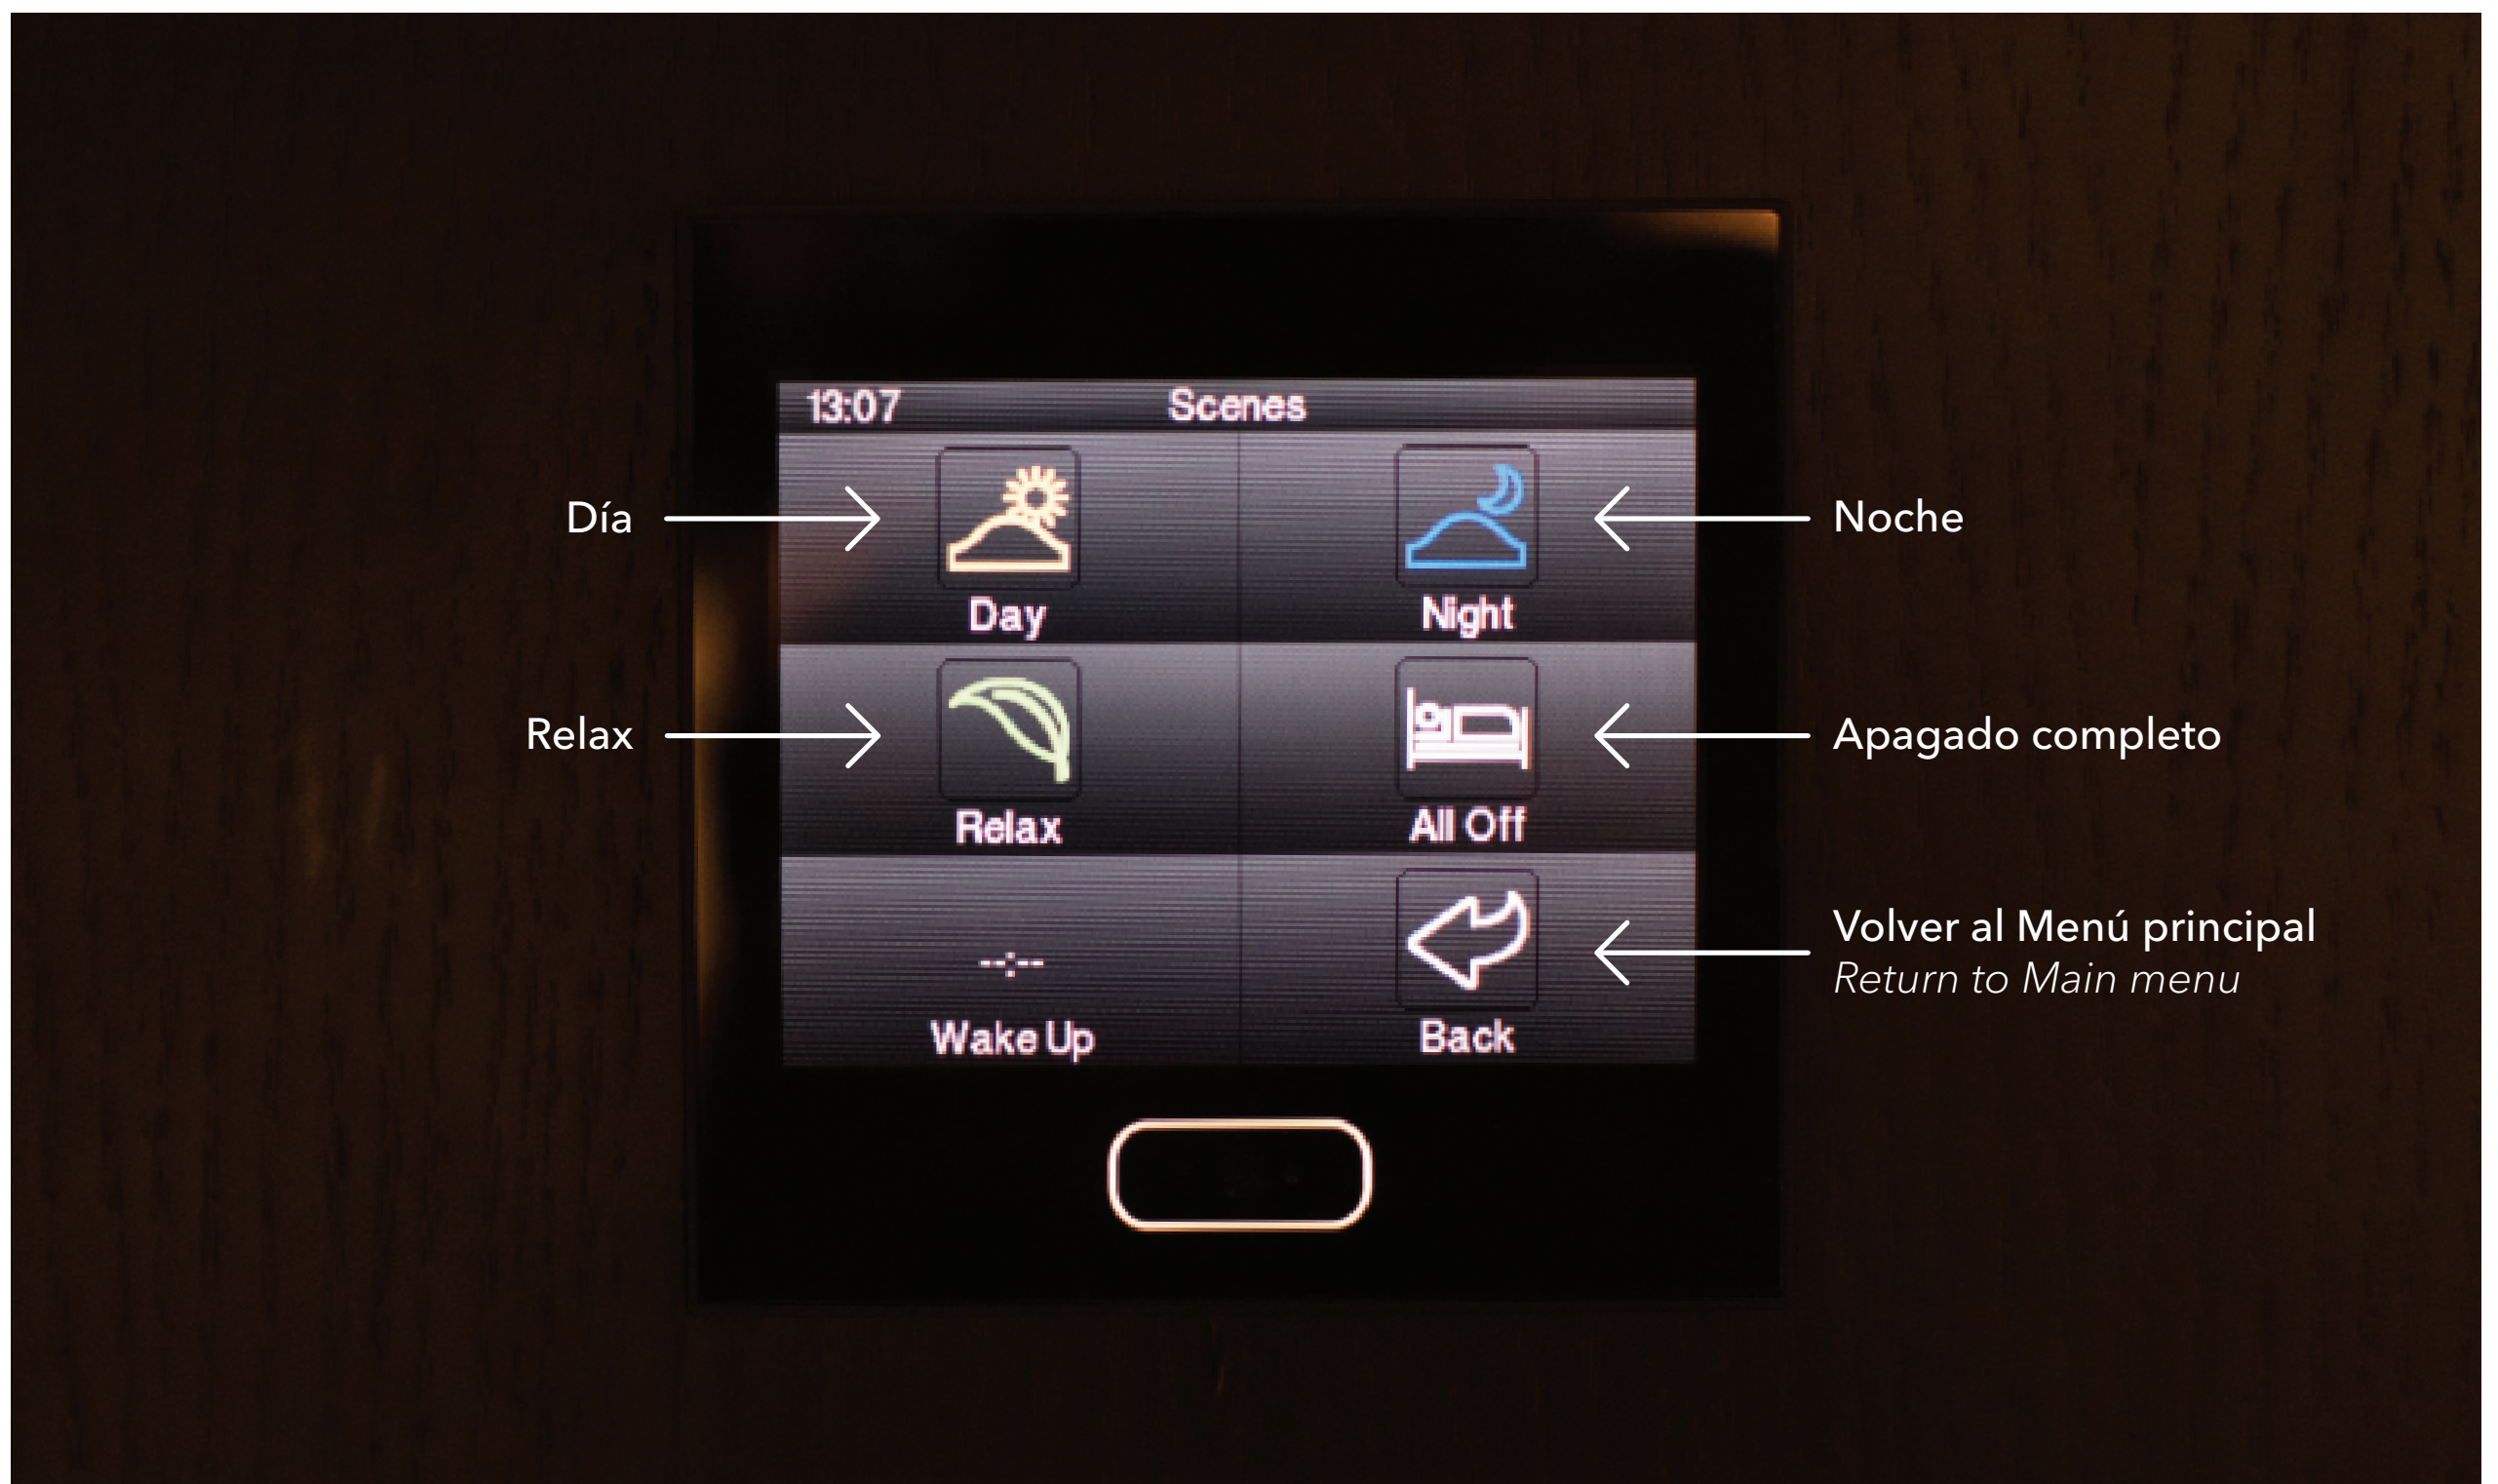 13:07 Scenes
Día
Noche
Day
Night
Relax
Apagado completo
Relax
All Off
Volver al Menú principal
Return to Main menu
--:--
Wake Up
Back